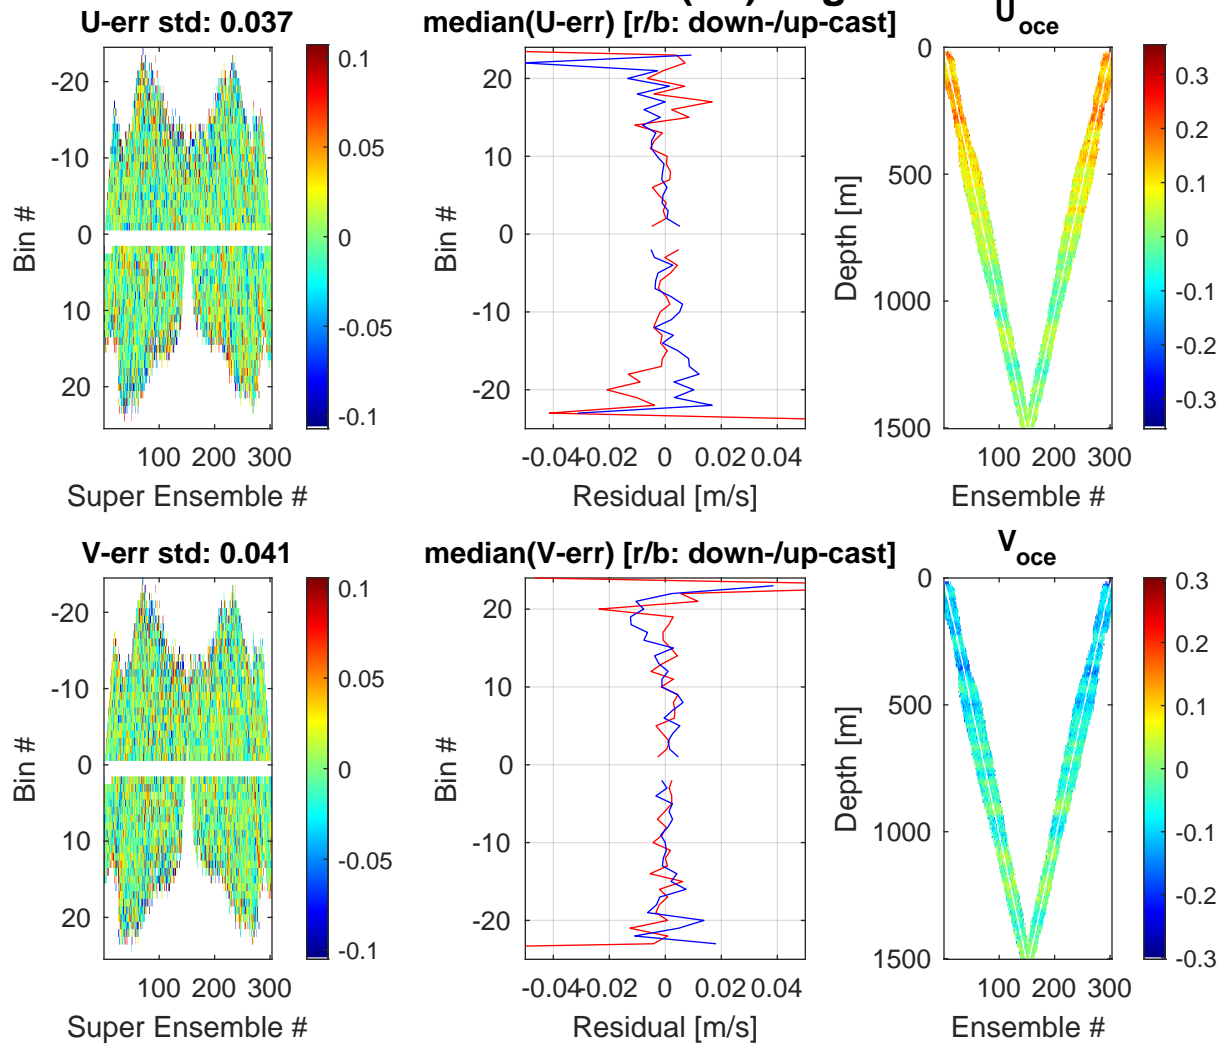 U-err std: 0.037
median(U-err) [r/b: down-/up-cast]
U_oce
-20
-10
0
10
20
Bin #
100 200 300
Super Ensemble #
0.1
0.05
0
-0.05
-0.1
20
10
0
-10
-20
Bin #
-0.04 -0.02 0 0.02 0.04
Residual [m/s]
0
500
1000
1500
Depth [m]
100 200 300
Ensemble #
0.3
0.2
0.1
0
-0.1
-0.2
-0.3
V-err std: 0.041
median(V-err) [r/b: down-/up-cast]
V_oce
-20
-10
0
10
20
Bin #
100 200 300
Super Ensemble #
0.1
0.05
0
-0.05
-0.1
20
10
0
-10
-20
Bin #
-0.04 -0.02 0 0.02 0.04
Residual [m/s]
0
500
1000
1500
Depth [m]
100 200 300
Ensemble #
0.3
0.2
0.1
0
-0.1
-0.2
-0.3